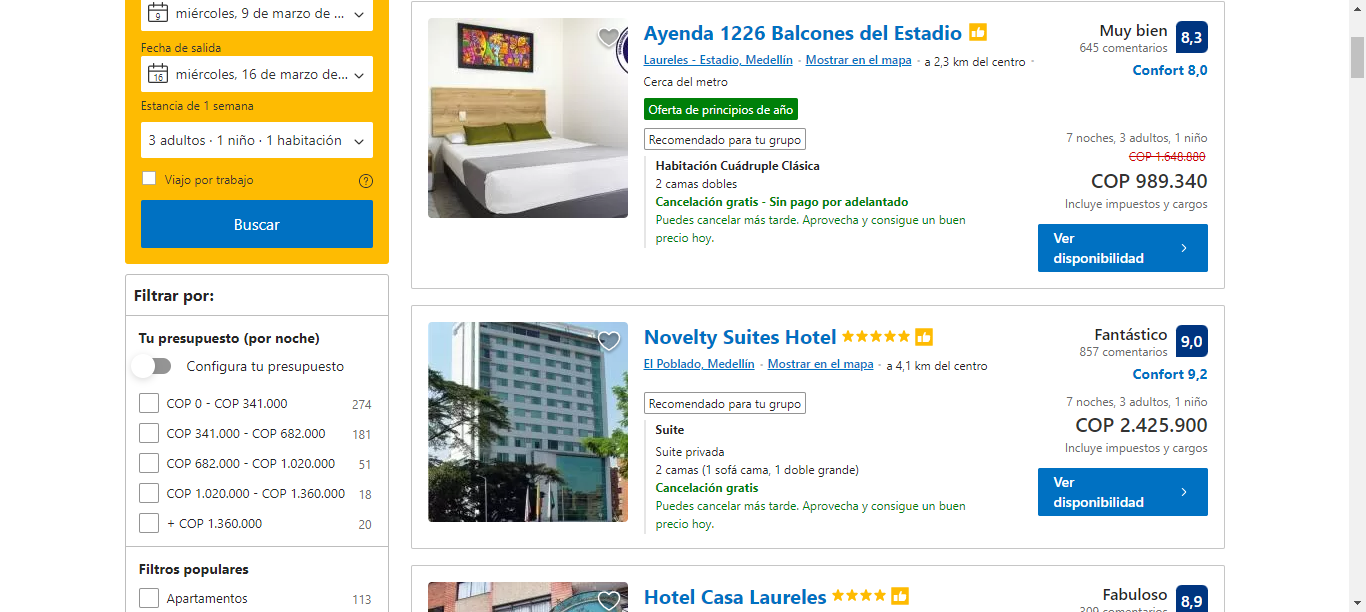 9
miércoles, 9 de marzo de ...
Fecha de salida
16
miércoles, 16 de marzo de...
Estancia de 1 semana
3 adultos · 1 niño · 1 habitación
Viajo por trabajo
?
Buscar
Filtrar por:
Tu presupuesto (por noche)
Configura tu presupuesto
COP 0 - COP 341.000 274
COP 341.000 - COP 682.000 181
COP 682.000 - COP 1.020.000 51
COP 1.020.000 - COP 1.360.000 18
+ COP 1.360.000 20
Filtros populares
Apartamentos 113
Ayenda 1226 Balcones del Estadio
Laureles - Estadio, Medellín · Mostrar en el mapa · a 2,3 km del centro ·
Cerca del metro
Oferta de principios de año
Recomendado para tu grupo
Habitación Cuádruple Clásica
2 camas dobles
Cancelación gratis - Sin pago por adelantado
Puedes cancelar más tarde. Aprovecha y consigue un buen
precio hoy.
Muy bien 8,3
645 comentarios
Confort 8,0
7 noches, 3 adultos, 1 niño
COP 1.648.880
COP 989.340
Incluye impuestos y cargos
Ver
disponibilidad
Novelty Suites Hotel
El Poblado, Medellín · Mostrar en el mapa · a 4,1 km del centro
Recomendado para tu grupo
Suite
Suite privada
2 camas (1 sofá cama, 1 doble grande)
Cancelación gratis
Puedes cancelar más tarde. Aprovecha y consigue un buen
precio hoy.
Fantástico 9,0
857 comentarios
Confort 9,2
7 noches, 3 adultos, 1 niño
COP 2.425.900
Incluye impuestos y cargos
Ver
disponibilidad
Hotel Casa Laureles
Fabuloso 8,9
309 comentarios